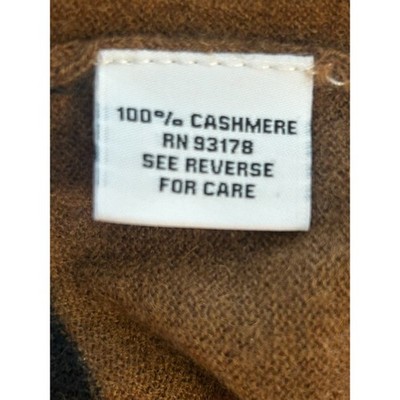 100% CASHMERE
RN 93178
SEE REVERSE
FOR CARE